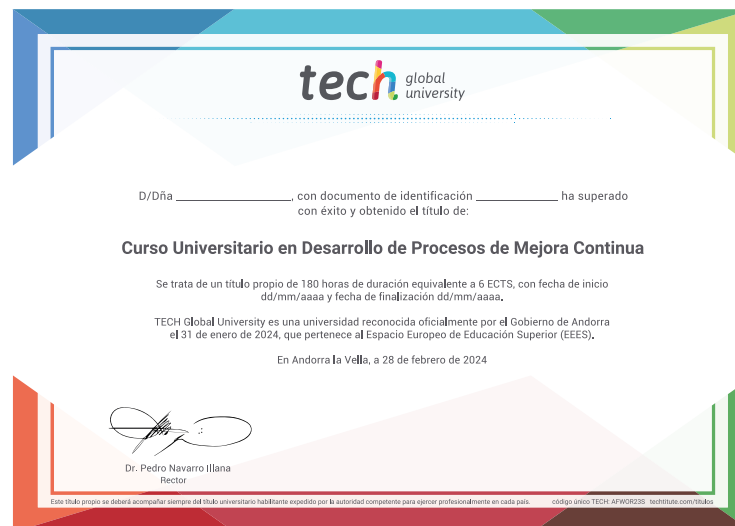 tech global university
D/Dña ____________________, con documento de identificación ______________ ha superado
con éxito y obtenido el título de:
Curso Universitario en Desarrollo de Procesos de Mejora Continua
Se trata de un título propio de 180 horas de duración equivalente a 6 ECTS, con fecha de inicio
dd/mm/aaaa y fecha de finalización dd/mm/aaaa.
TECH Global University es una universidad reconocida oficialmente por el Gobierno de Andorra
el 31 de enero de 2024, que pertenece al Espacio Europeo de Educación Superior (EEES).
En Andorra la Vella, a 28 de febrero de 2024
Dr. Pedro Navarro Illana
Rector
Este título propio se deberá acompañar siempre del título universitario habilitante expedido por la autoridad competente para ejercer profesionalmente en cada país. código único TECH: AFWOR23S techtitute.com/titulos